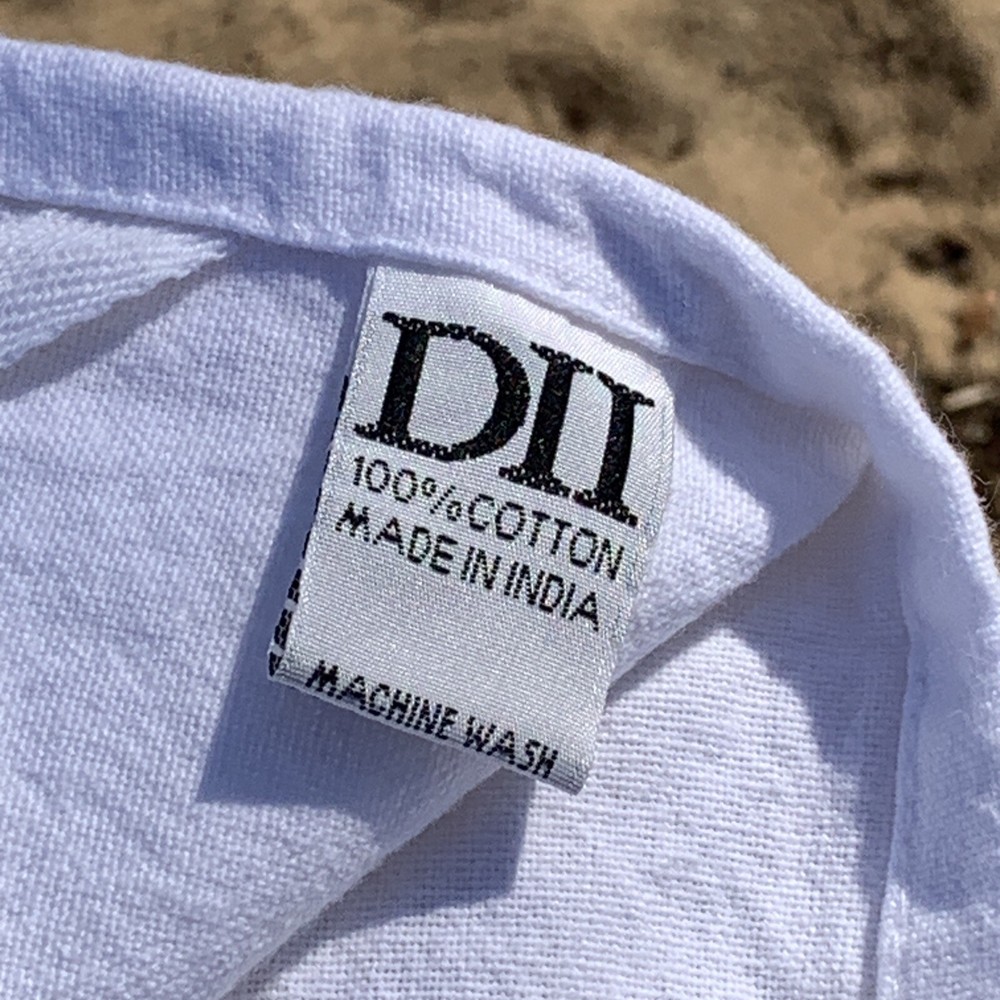 DII
100% COTTON
MADE IN INDIA
MACHINE WASH